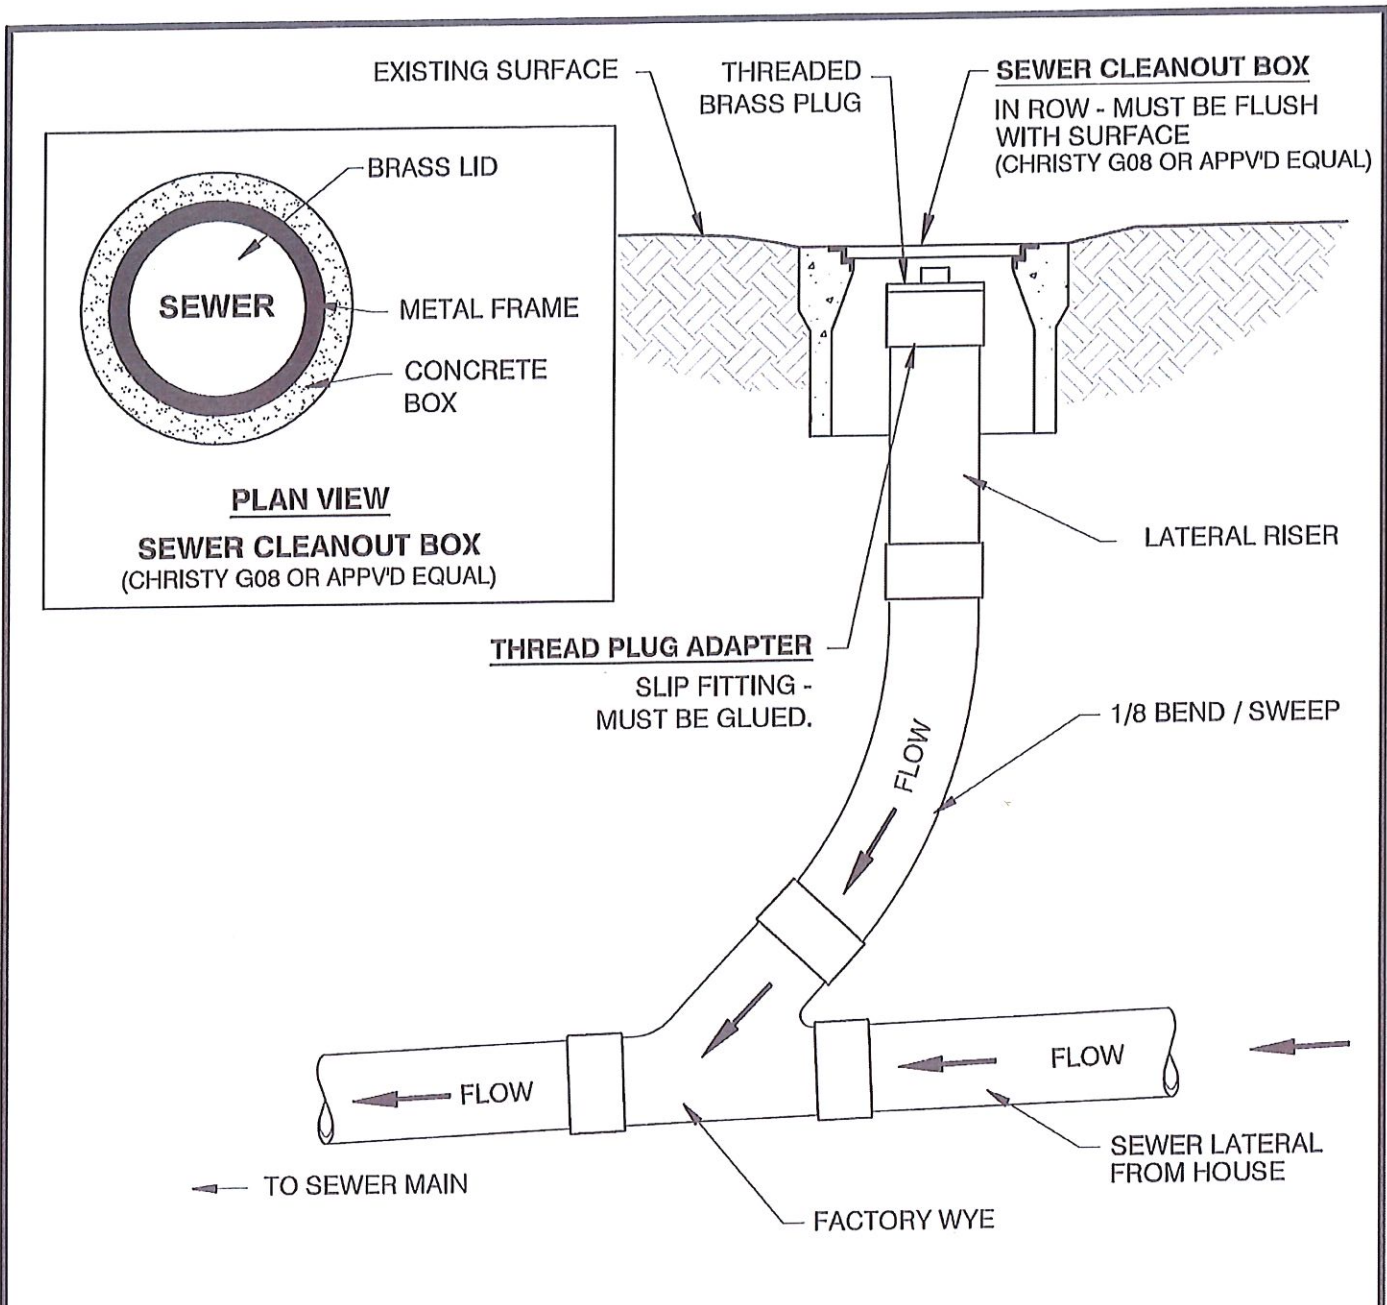 EXISTING SURFACE
THREADED
BRASS PLUG
SEWER CLEANOUT BOX
IN ROW - MUST BE FLUSH
WITH SURFACE
(CHRISTY G08 OR APPV'D EQUAL)
BRASS LID
SEWER
METAL FRAME
CONCRETE
BOX
PLAN VIEW
SEWER CLEANOUT BOX
(CHRISTY G08 OR APPV'D EQUAL)
LATERAL RISER
THREAD PLUG ADAPTER
SLIP FITTING -
MUST BE GLUED.
1/8 BEND / SWEEP
FLOW
FLOW
FLOW
SEWER LATERAL
FROM HOUSE
TO SEWER MAIN
FACTORY WYE